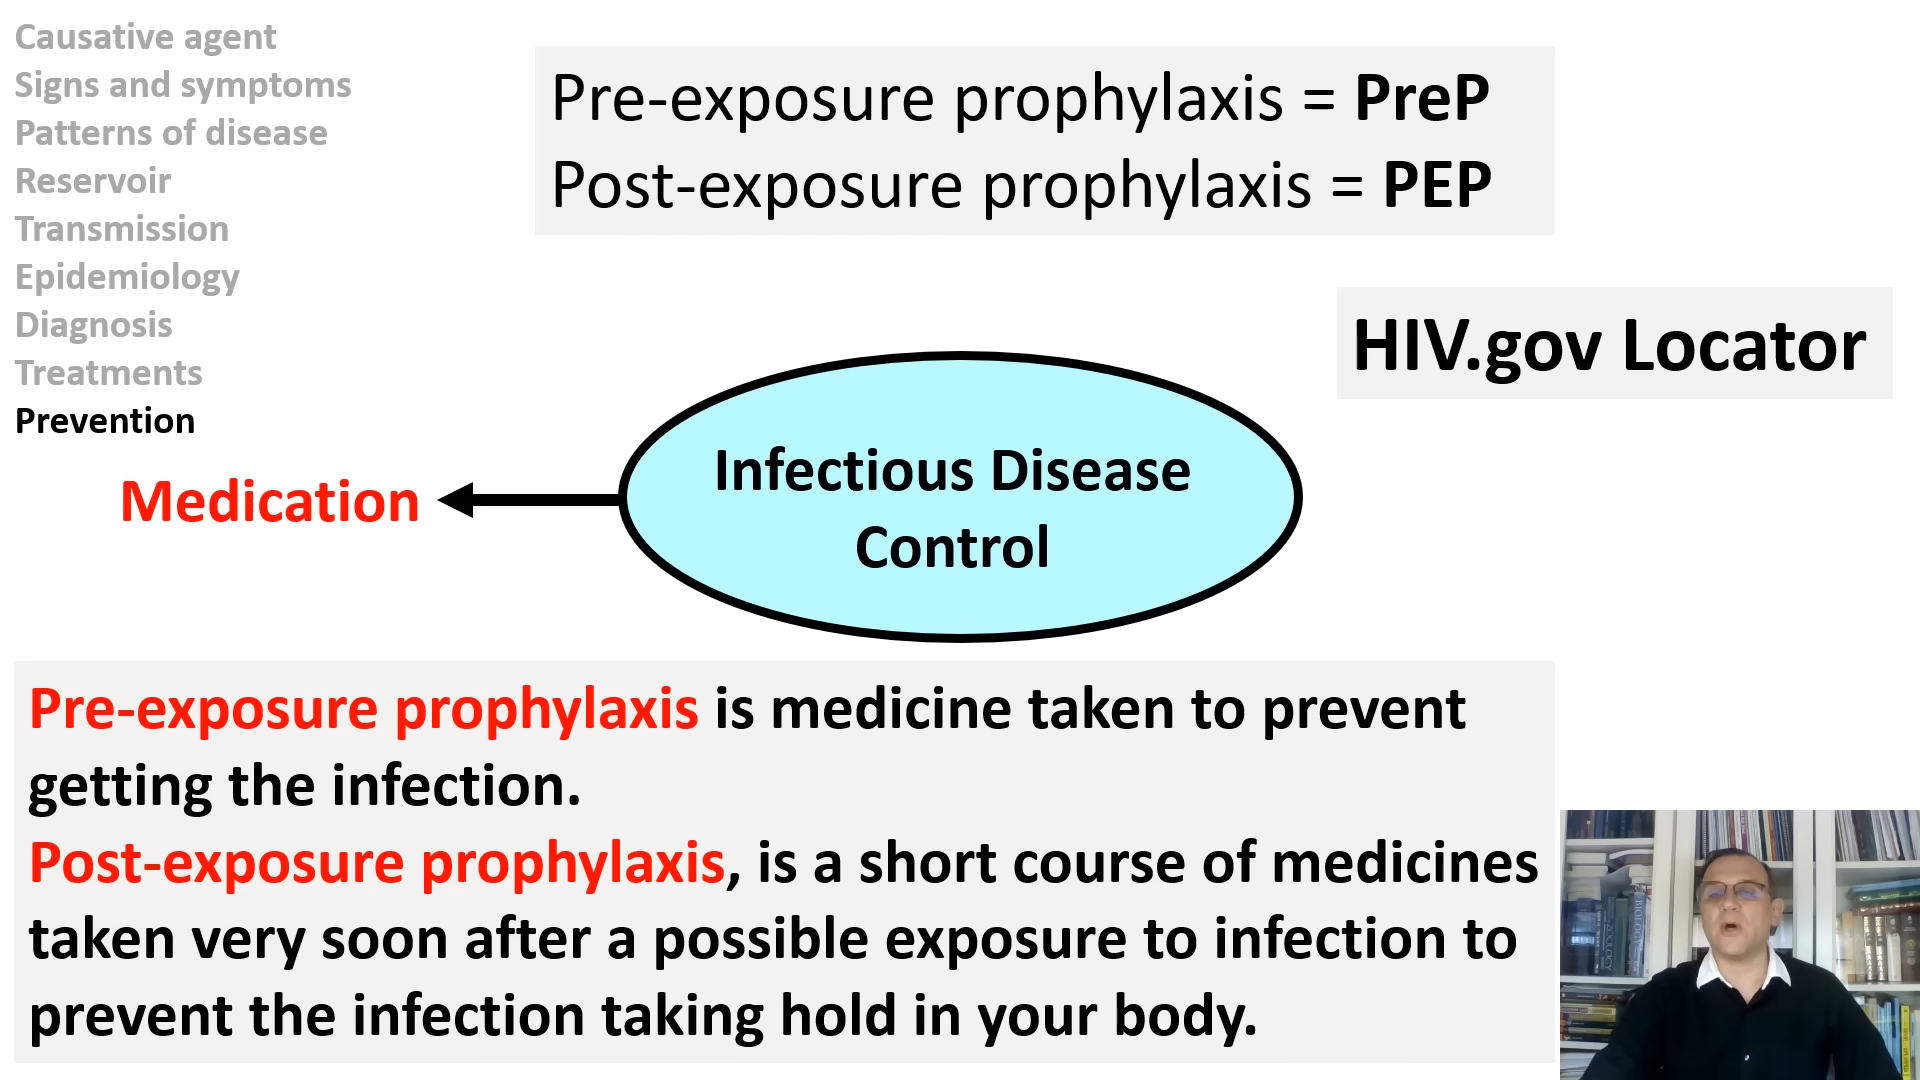 Causative agent
Signs and symptoms
Patterns of disease
Reservoir
Transmission
Epidemiology
Diagnosis
Treatments
Prevention
Pre-exposure prophylaxis = PreP
Post-exposure prophylaxis = PEP
HIV.gov Locator
Medication
Infectious Disease
Control
Pre-exposure prophylaxis is medicine taken to prevent
getting the infection.
Post-exposure prophylaxis, is a short course of medicines
taken very soon after a possible exposure to infection to
prevent the infection taking hold in your body.